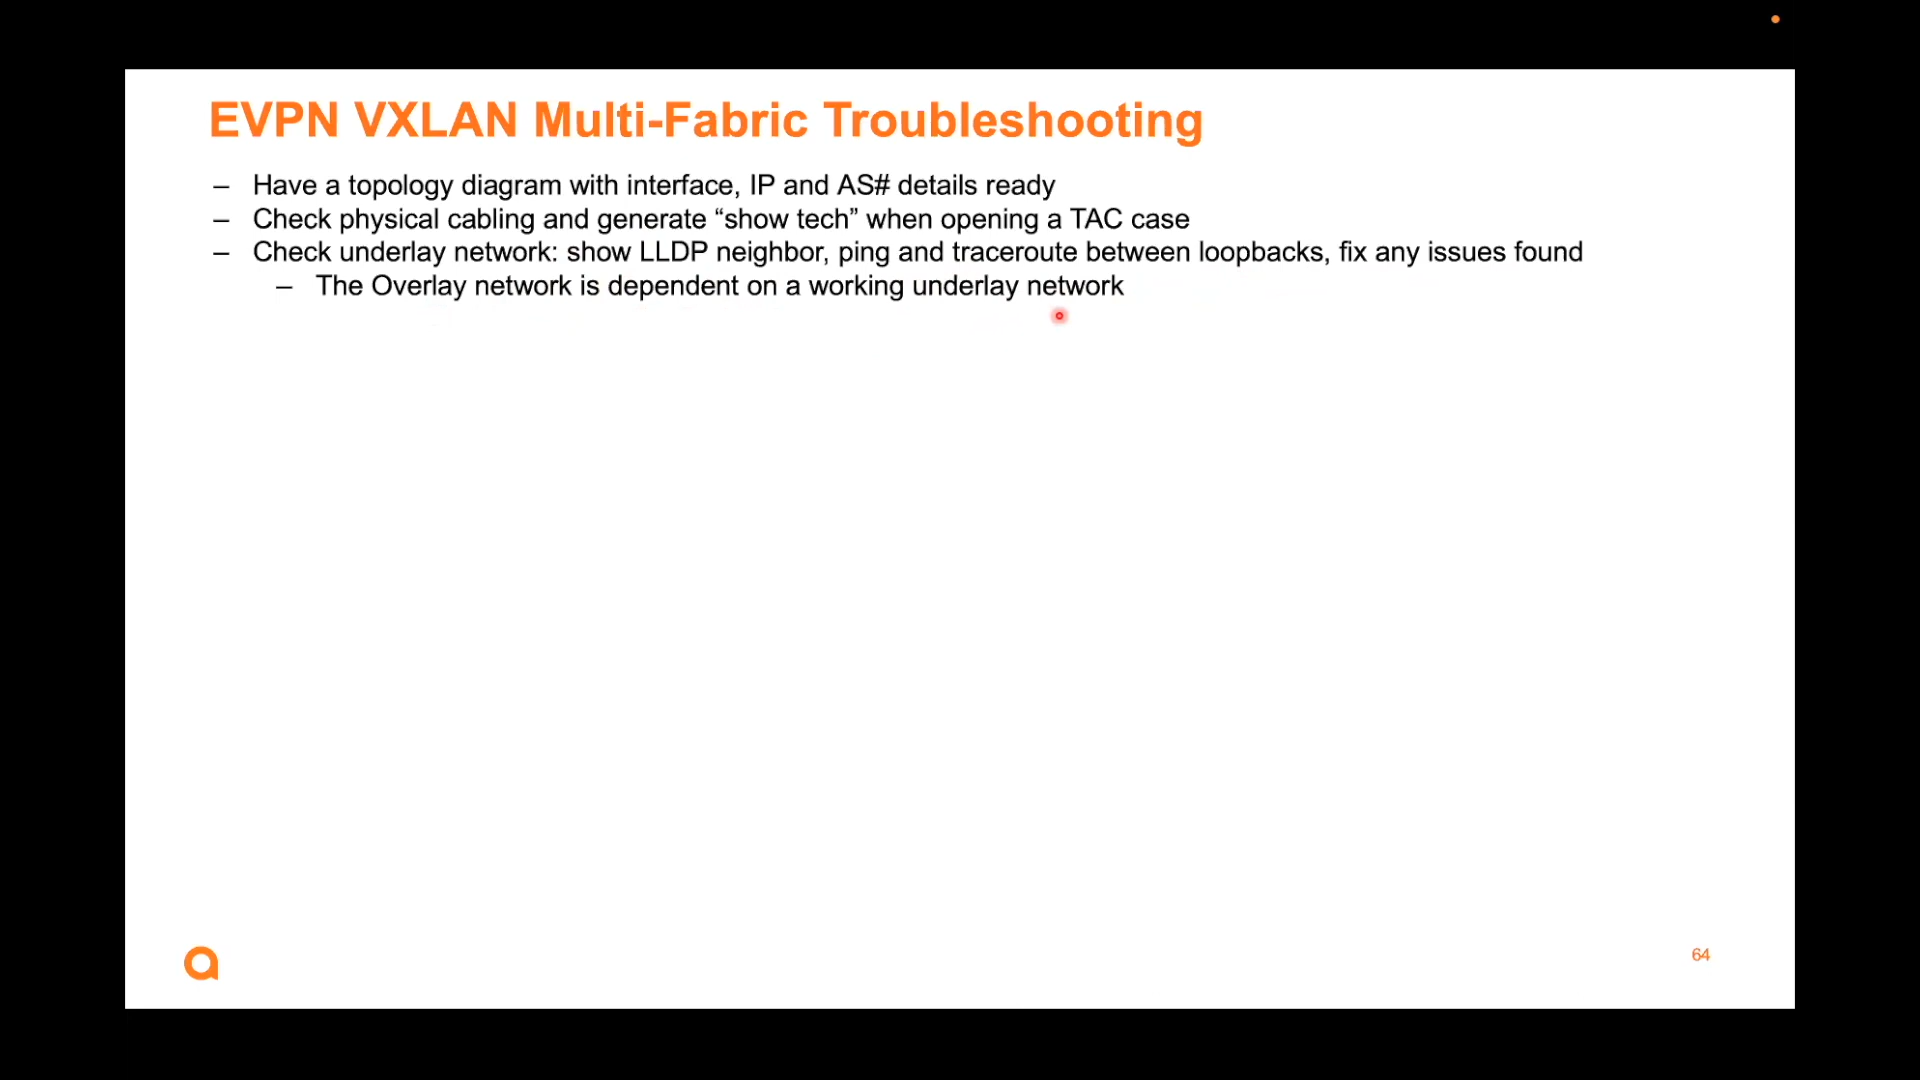 EVPN VXLAN Multi-Fabric Troubleshooting
– Have a topology diagram with interface, IP and AS# details ready
– Check physical cabling and generate “show tech” when opening a TAC case
– Check underlay network: show LLDP neighbor, ping and traceroute between loopbacks, fix any issues found
– The Overlay network is dependent on a working underlay network
64